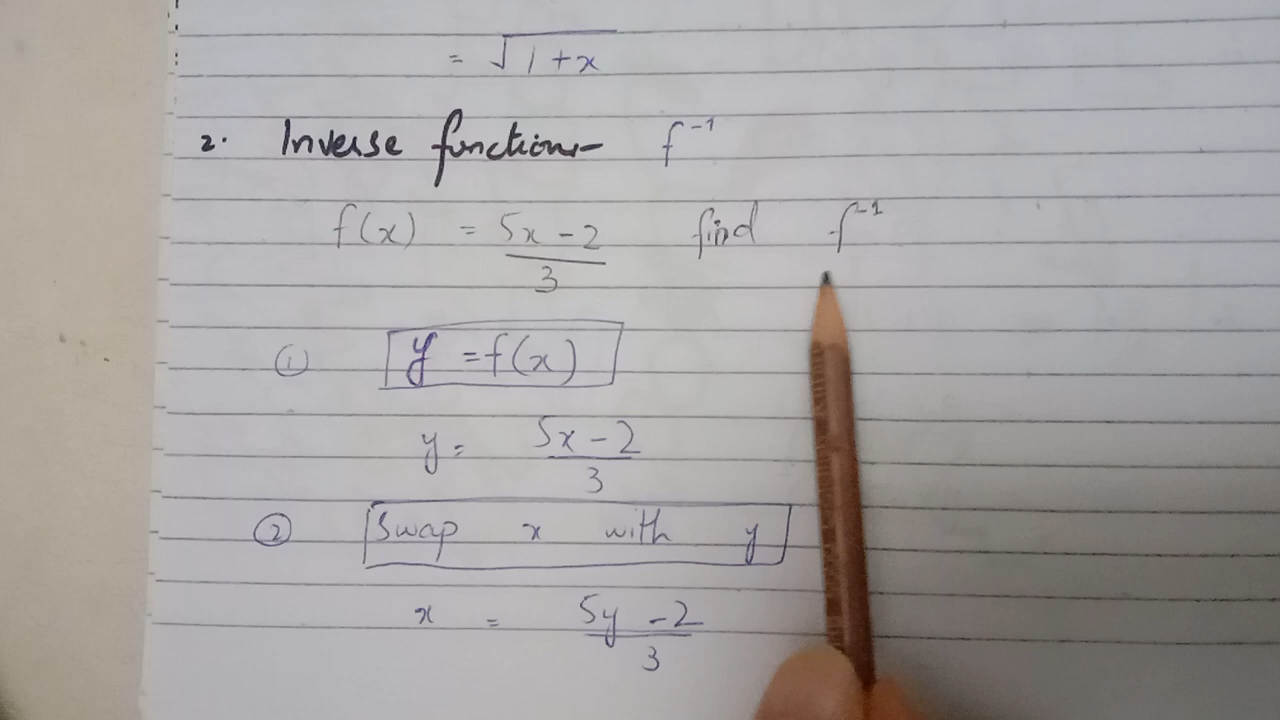 = √1+x
2. Inverse function- f⁻¹
f(x) = 5x-2 find f⁻¹
3
① y = f(x)
y = 5x-2
3
② Swap x with y
x = 5y-2
3